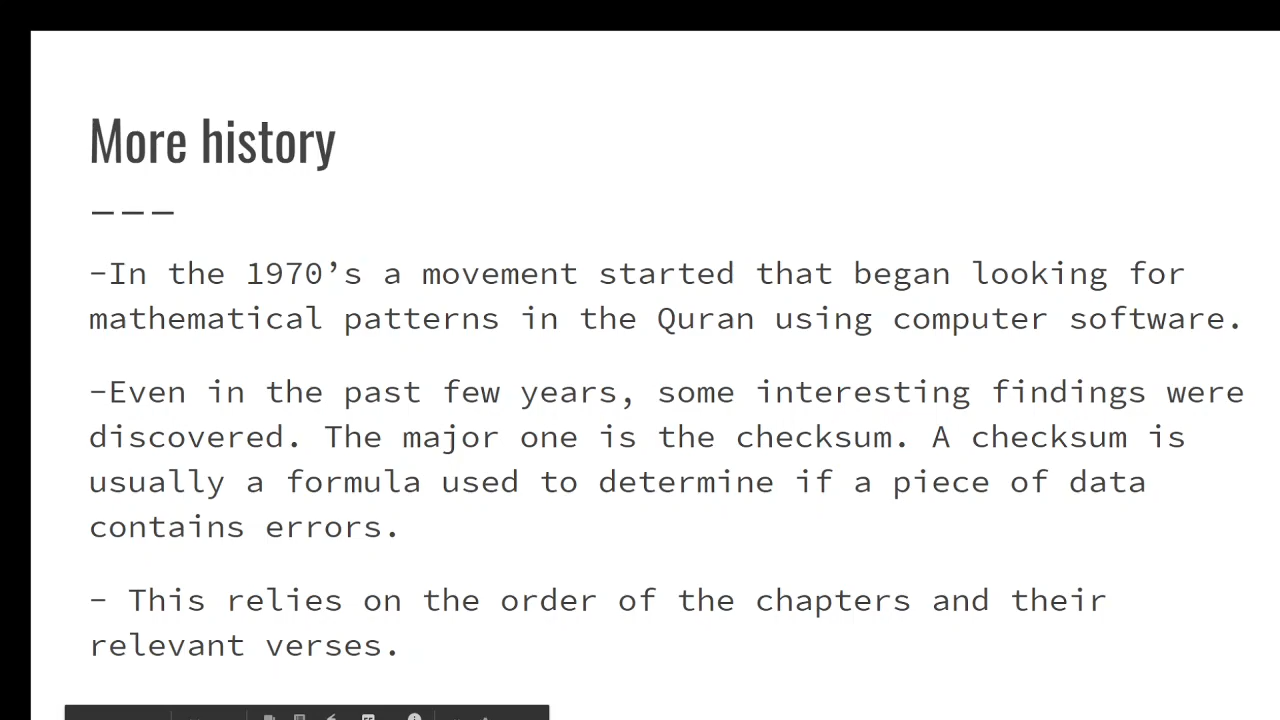 More history
———
-In the 1970’s a movement started that began looking for
mathematical patterns in the Quran using computer software.
-Even in the past few years, some interesting findings were
discovered. The major one is the checksum. A checksum is
usually a formula used to determine if a piece of data
contains errors.
- This relies on the order of the chapters and their
relevant verses.